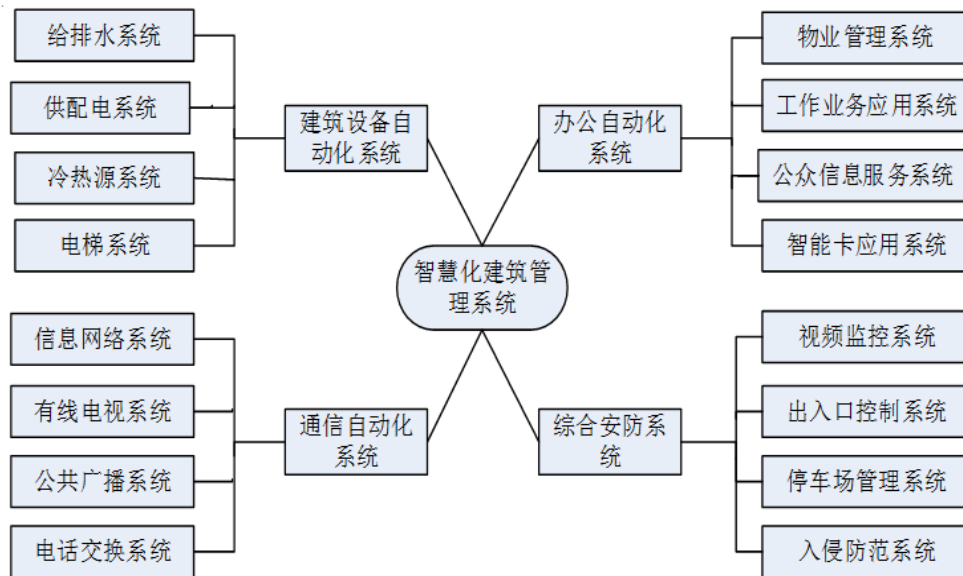 给排水系统
供配电系统
冷热源系统
电梯系统
建筑设备自
动化系统
办公自动化
系统
物业管理系统
工作业务应用系统
公众信息服务系统
智能卡应用系统
智慧化建筑管
理系统
信息网络系统
有线电视系统
公共广播系统
电话交换系统
通信自动化
系统
综合安防系
统
视频监控系统
出入口控制系统
停车场管理系统
入侵防范系统